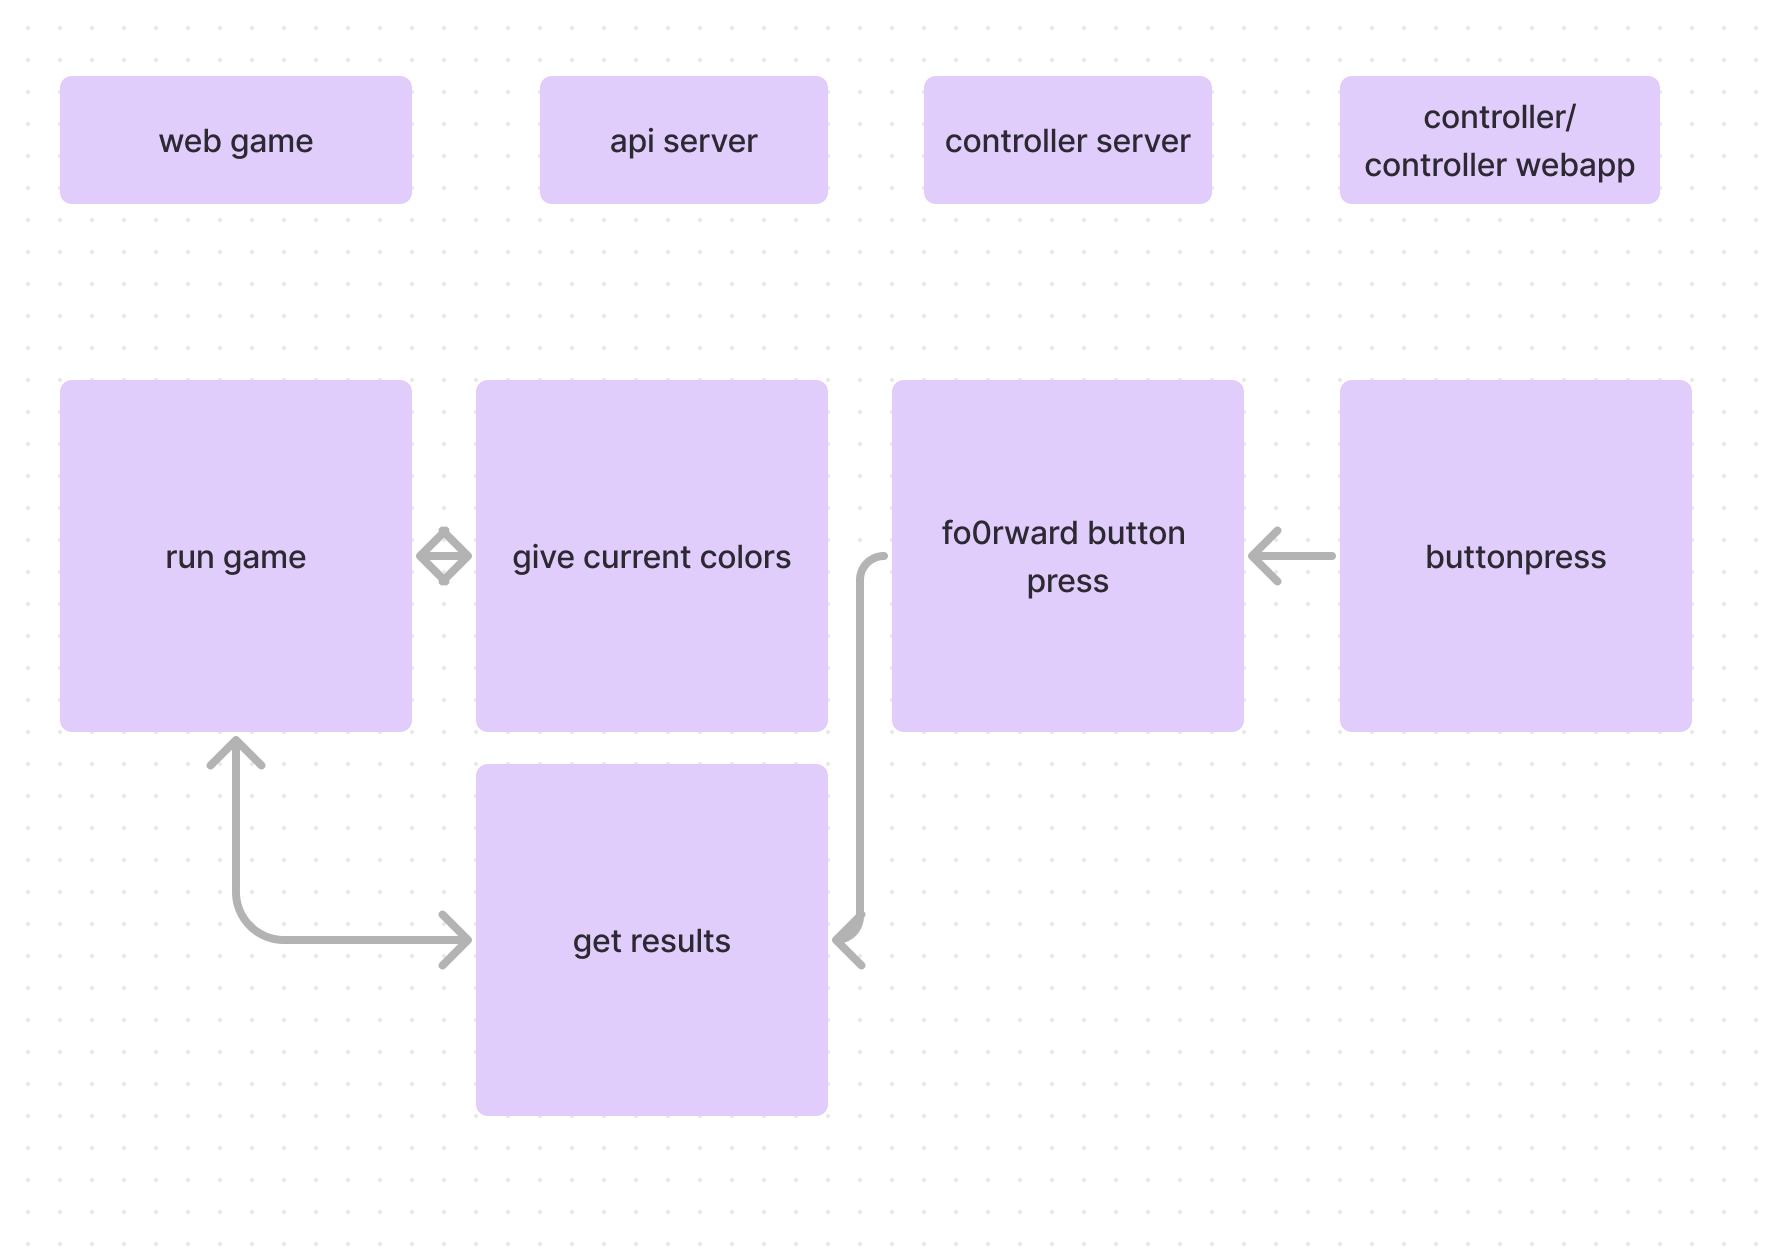 web game
api server
controller server
controller/
controller webapp
run game
give current colors
fo0rward button
press
buttonpress
get results